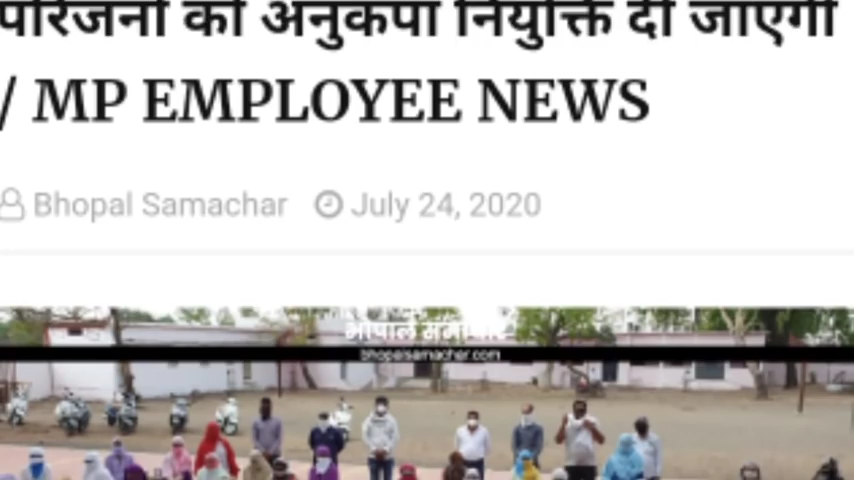 परिजनों को अनुकंपा नियुक्ति दी जाएगी
/ MP EMPLOYEE NEWS
Bhopal Samachar July 24, 2020
भोपाल समाचार
bhopalsamachar.com